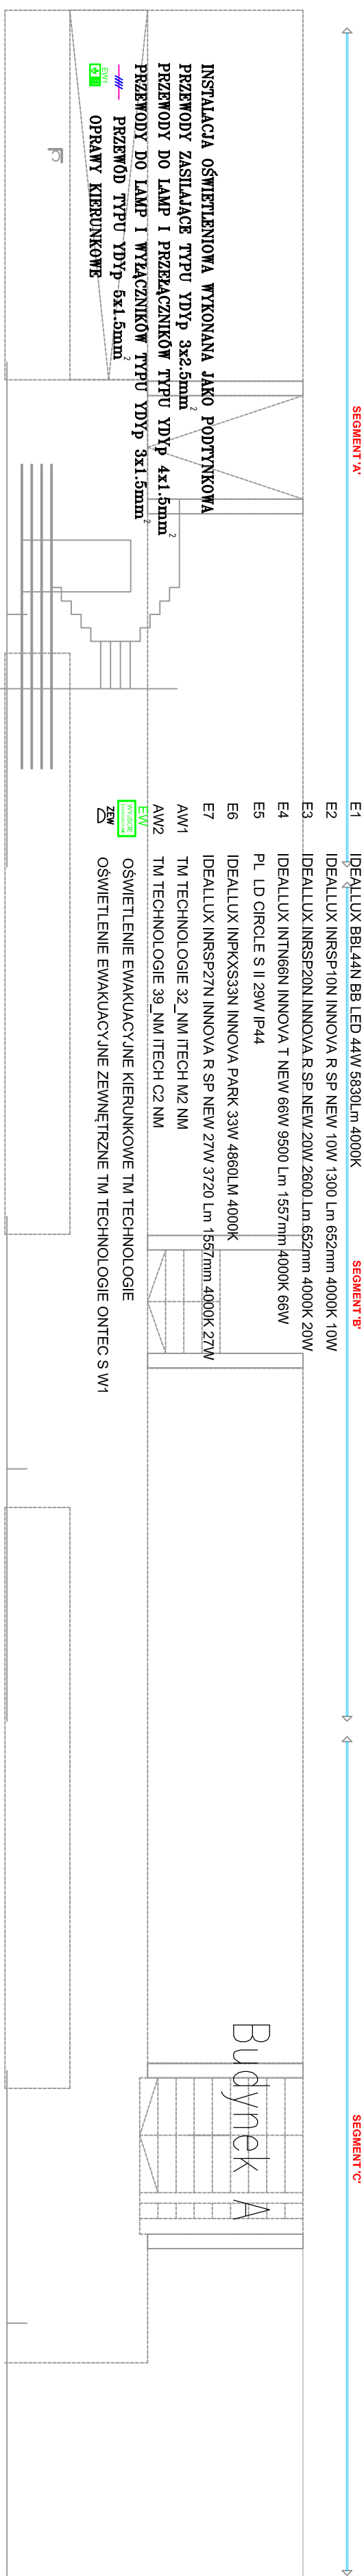 SEGMENT 'A'
SEGMENT 'B'
SEGMENT 'C'
INSTALACJA OŚWIETLENIOWA WYKONANA JAKO PODTYNKOWA
PRZEWODY ZASILAJĄCE TYPU YDYp 3x2.5mm²
PRZEWODY DO LAMP I PRZEŁĄCZNIKÓW TYPU YDYp 4x1.5mm²
PRZEWODY DO LAMP I WYŁĄCZNIKÓW TYPU YDYp 3x1.5mm²
PRZEWÓD TYPU YDYp 5x1.5mm²
EW1 OPRAWY KIERUNKOWE
E1 IDEALLUX BBL44N BB LED 44W 5830Lm 4000K
E2 IDEALLUX INRSP10N INNOVA R SP NEW 10W 1300 Lm 652mm 4000K 10W
E3 IDEALLUX INRSP20N INNOVA R SP NEW 20W 2600 Lm 652mm 4000K 20W
E4 IDEALLUX INTN66N INNOVA T NEW 66W 9500 Lm 1557mm 4000K 66W
E5 PL LD CIRCLE S II 29W IP44
E6 IDEALLUX INPKXS33N INNOVA PARK 33W 4860LM 4000K
E7 IDEALLUX INRSP27N INNOVA R SP NEW 27W 3720 Lm 1557mm 4000K 27W
AW1 TM TECHNOLOGIE 32_NM ITECH M2 NM
AW2 TM TECHNOLOGIE 39_NM ITECH C2 NM
EW
WYJŚCIE
OŚWIETLENIE EWAKUACYJNE KIERUNKOWE TM TECHNOLOGIE
ZEW OŚWIETLENIE EWAKUACYJNE ZEWNĘTRZNE TM TECHNOLOGIE ONTEC S W1
Budynek A